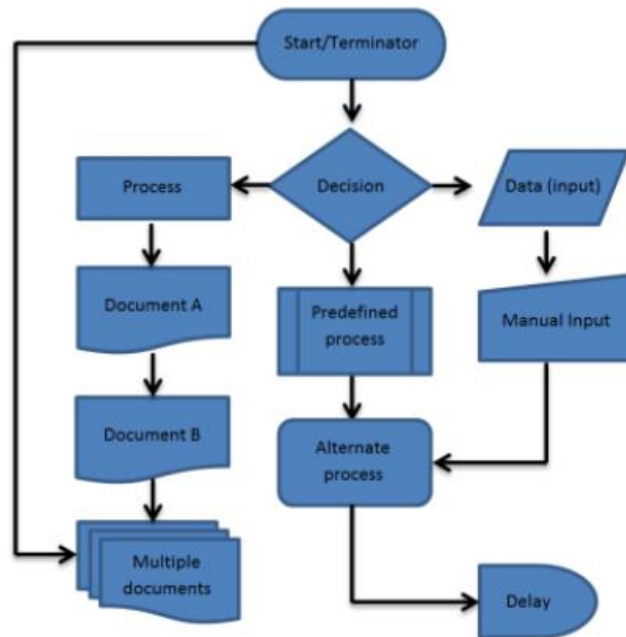 Start/Terminator
Process
Decision
Data (input)
Document A
Predefined
process
Manual Input
Document B
Alternate
process
Multiple
documents
Delay